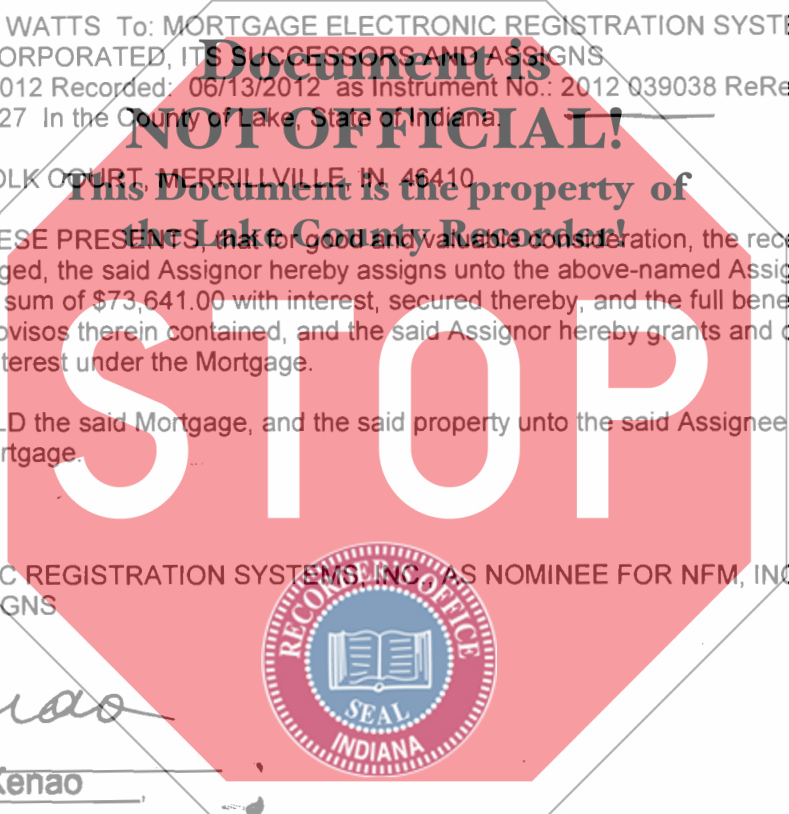 WATTS To: MORTGAGE ELECTRONIC REGISTRATION SYSTE
ORPORATED, ITS SUCCESSORS AND ASSIGNS
Document is
012 Recorded: 06/13/2012 as Instrument No.: 2012 039038 ReRe
27 In the County of Lake, State of Indiana.
NOT OFFICIAL!
OLK COURT, MERRILLVILLE, IN 46410
This Document is the property of
the Lake County Recorder!
ESE PRESENTS, that for good and valuable consideration, the rece
ged, the said Assignor hereby assigns unto the above-named Assig
sum of $73,641.00 with interest, secured thereby, and the full bene
ovisos therein contained, and the said Assignor hereby grants and c
terest under the Mortgage.
STOP
LD the said Mortgage, and the said property unto the said Assignee
rtgage.
C REGISTRATION SYSTEMS, INC., AS NOMINEE FOR NFM, INC
GNS
RECORDER'S OFFICE
SEAL
INDIANA
Kenao